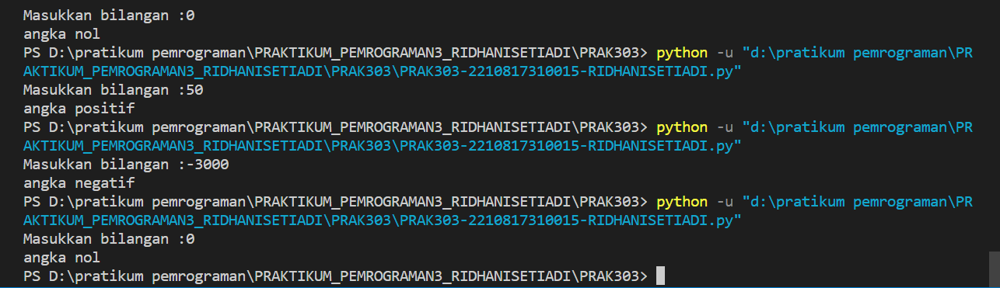 Masukkan bilangan :0
angka nol
PS D:\pratikum pemrograman\PRAKTIKUM_PEMROGRAMAN3_RIDHANISETIADI\PRAK303> python -u "d:\pratikum pemrograman\PR
AKTIKUM_PEMROGRAMAN3_RIDHANISETIADI\PRAK303\PRAK303-2210817310015-RIDHANISETIADI.py"
Masukkan bilangan :50
angka positif
PS D:\pratikum pemrograman\PRAKTIKUM_PEMROGRAMAN3_RIDHANISETIADI\PRAK303> python -u "d:\pratikum pemrograman\PR
AKTIKUM_PEMROGRAMAN3_RIDHANISETIADI\PRAK303\PRAK303-2210817310015-RIDHANISETIADI.py"
Masukkan bilangan :-3000
angka negatif
PS D:\pratikum pemrograman\PRAKTIKUM_PEMROGRAMAN3_RIDHANISETIADI\PRAK303> python -u "d:\pratikum pemrograman\PR
AKTIKUM_PEMROGRAMAN3_RIDHANISETIADI\PRAK303\PRAK303-2210817310015-RIDHANISETIADI.py"
Masukkan bilangan :0
angka nol
PS D:\pratikum pemrograman\PRAKTIKUM_PEMROGRAMAN3_RIDHANISETIADI\PRAK303>